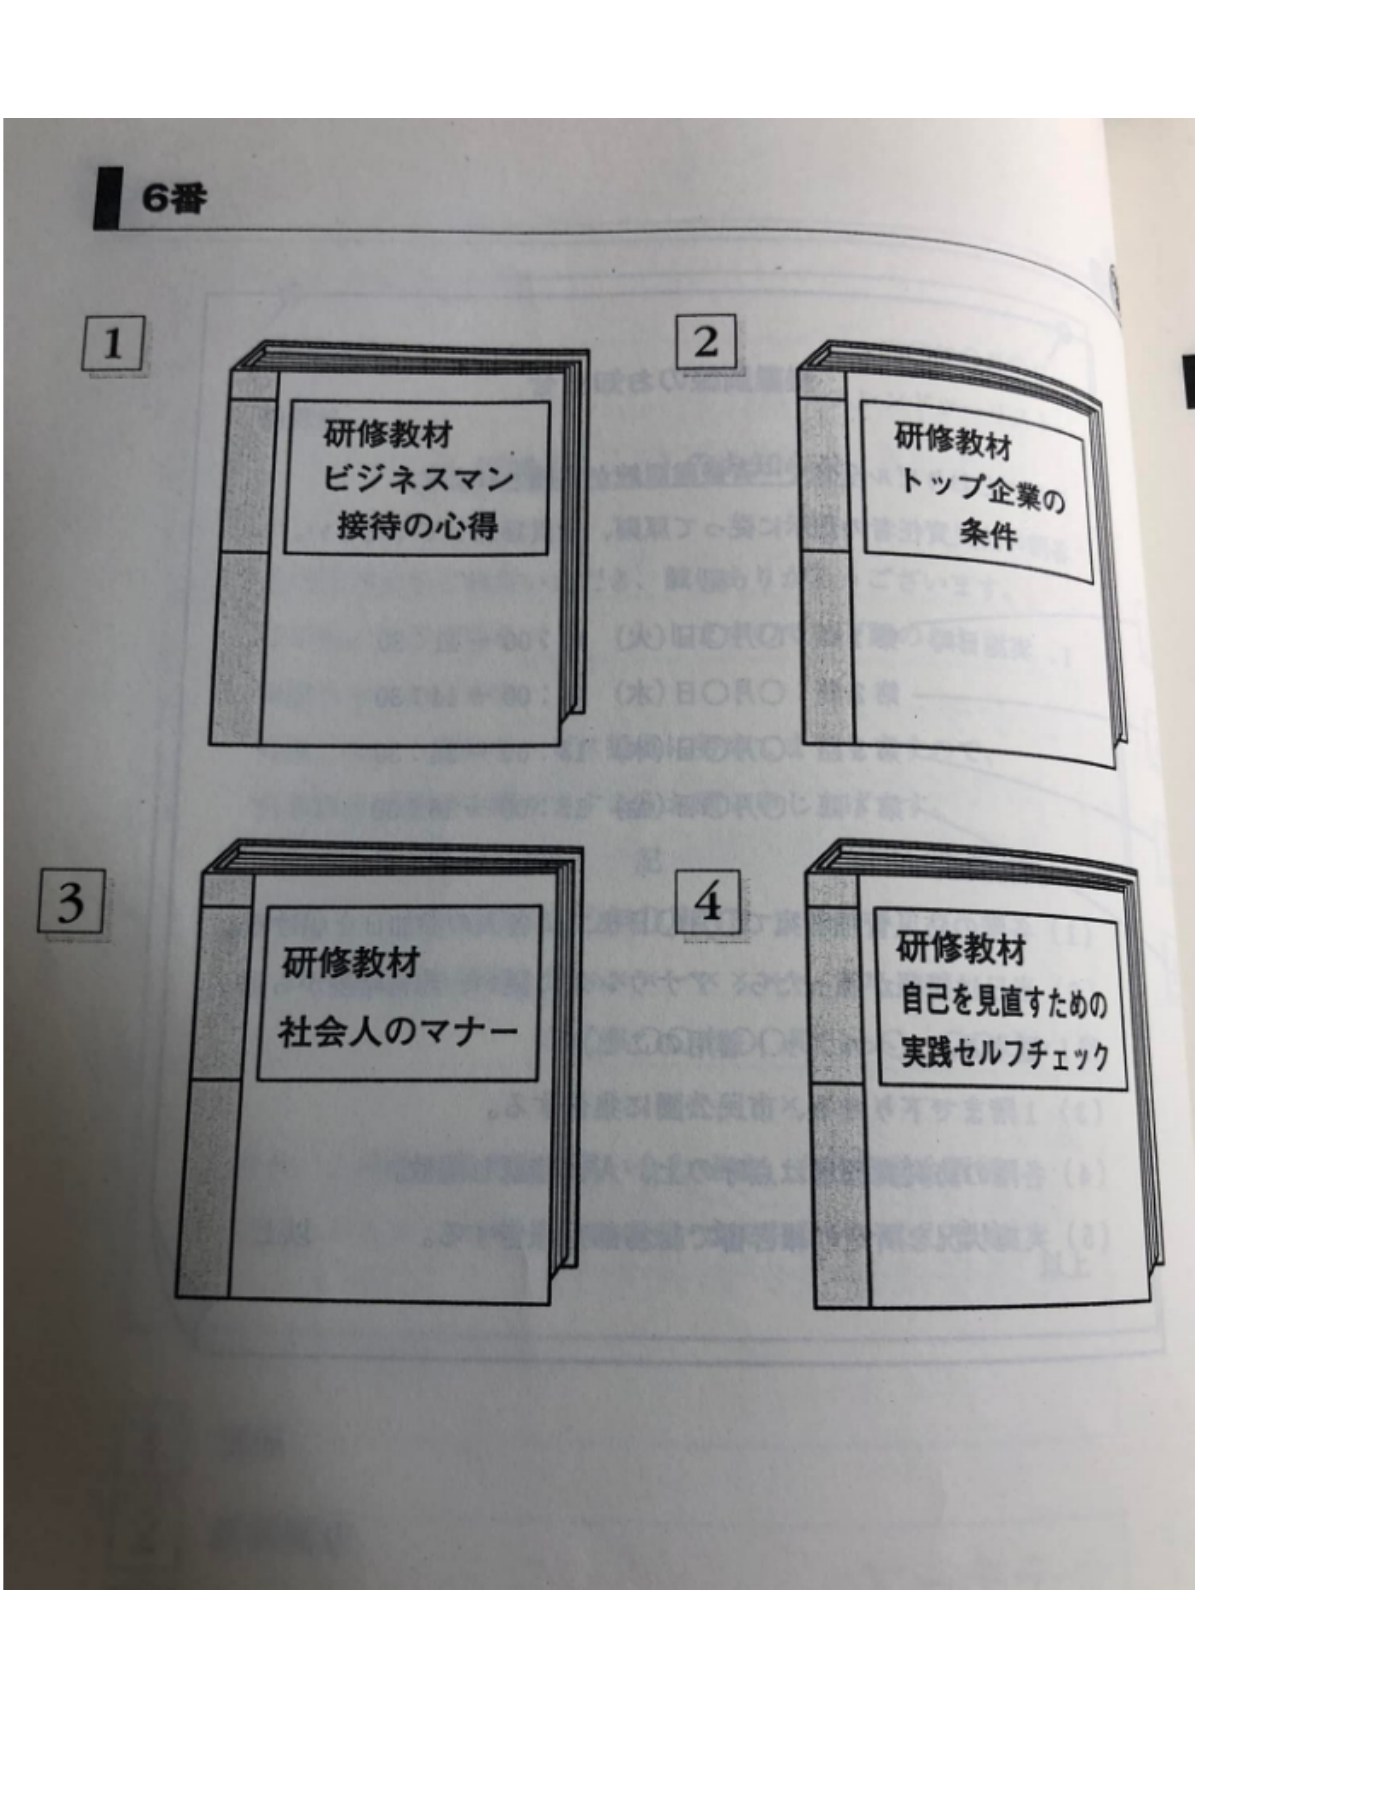 6番
1
研修教材
ビジネスマン
接待の心得
2
研修教材
トップ企業の
条件
3
研修教材
社会人のマナー
4
研修教材
自己を見直すための
実践セルフチェック